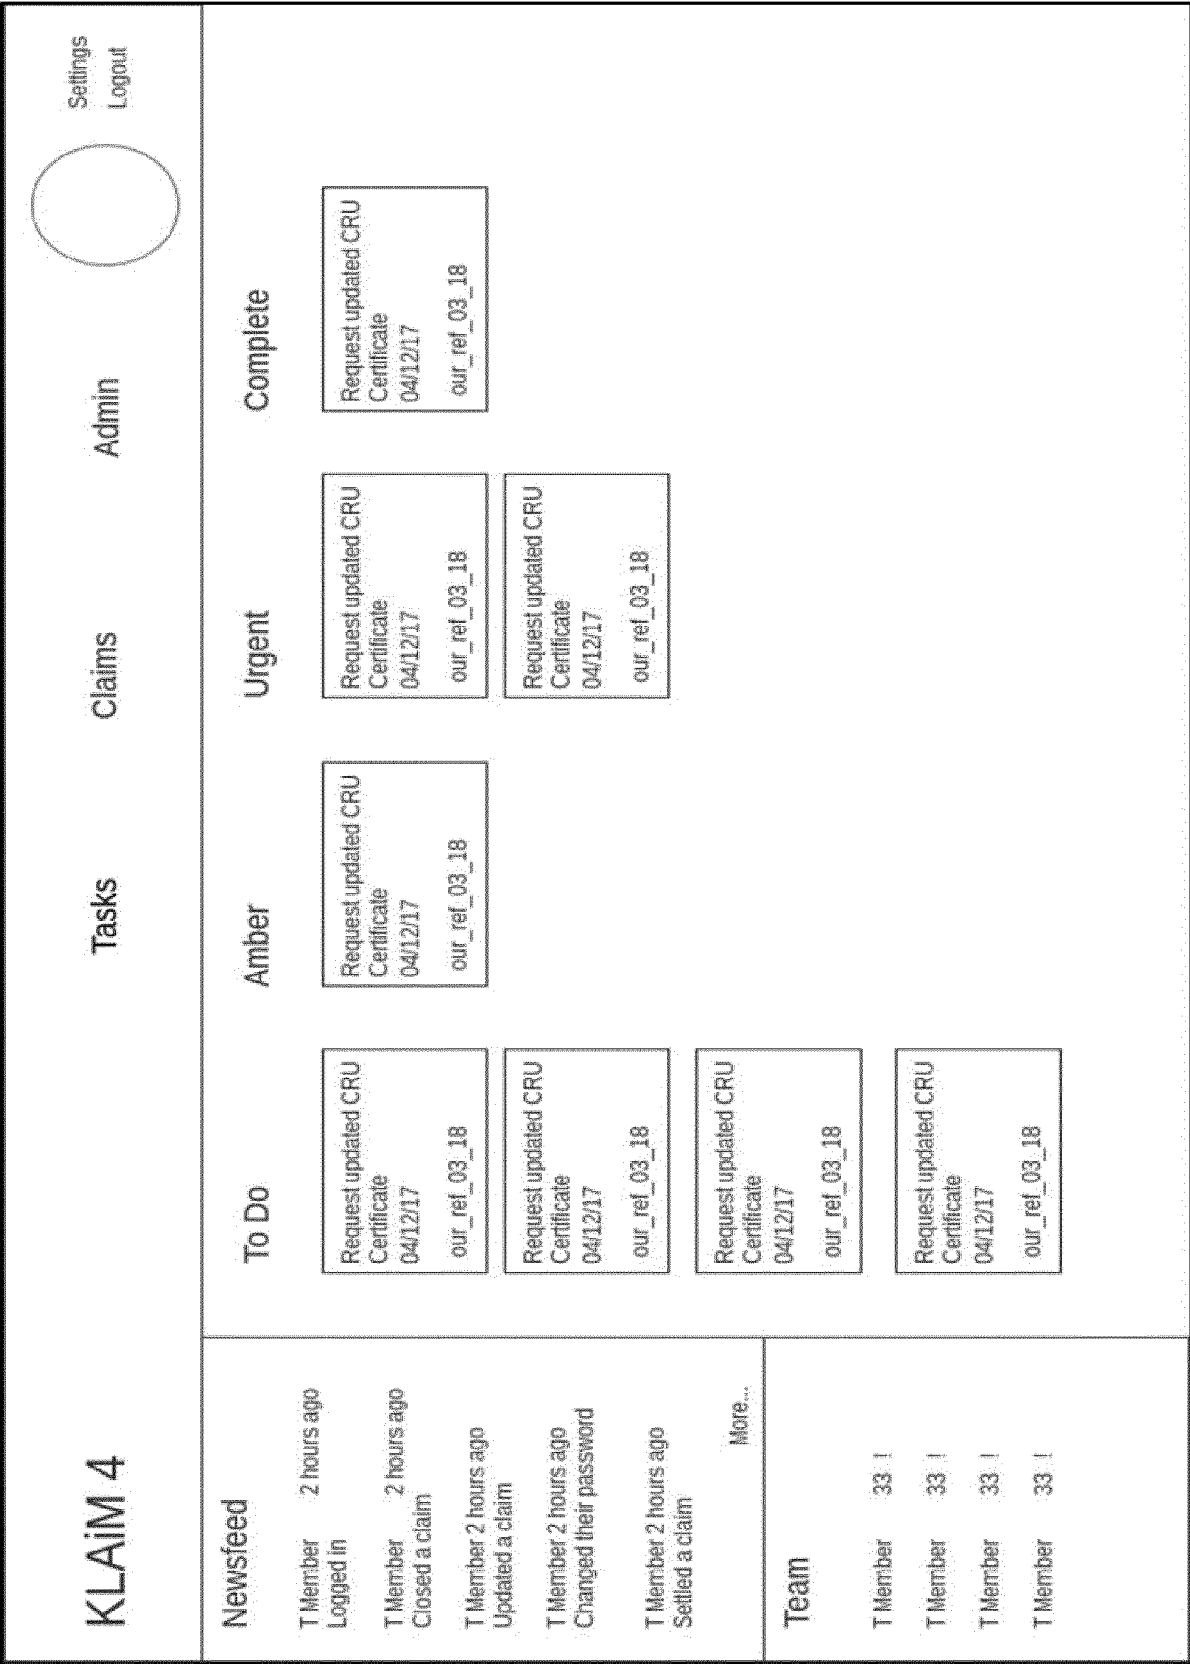 KLAiM 4
Tasks
Claims
Admin
Settings
Logout
Newsfeed
T Member 2 hours ago
Logged in
T Member 2 hours ago
Closed a claim
T Member 2 hours ago
Updated a claim
T Member 2 hours ago
Changed their password
T Member 2 hours ago
Settled a claim
More...
Team
T Member 33 !
T Member 33 !
T Member 33 !
T Member 33 !
To Do
Request updated CRU
Certificate
04/12/17
our_ref_03_18
Request updated CRU
Certificate
04/12/17
our_ref_03_18
Request updated CRU
Certificate
04/12/17
our_ref_03_18
Request updated CRU
Certificate
04/12/17
our_ref_03_18
Amber
Request updated CRU
Certificate
04/12/17
our_ref_03_18
Urgent
Request updated CRU
Certificate
04/12/17
our_ref_03_18
Request updated CRU
Certificate
04/12/17
our_ref_03_18
Complete
Request updated CRU
Certificate
04/12/17
our_ref_03_18